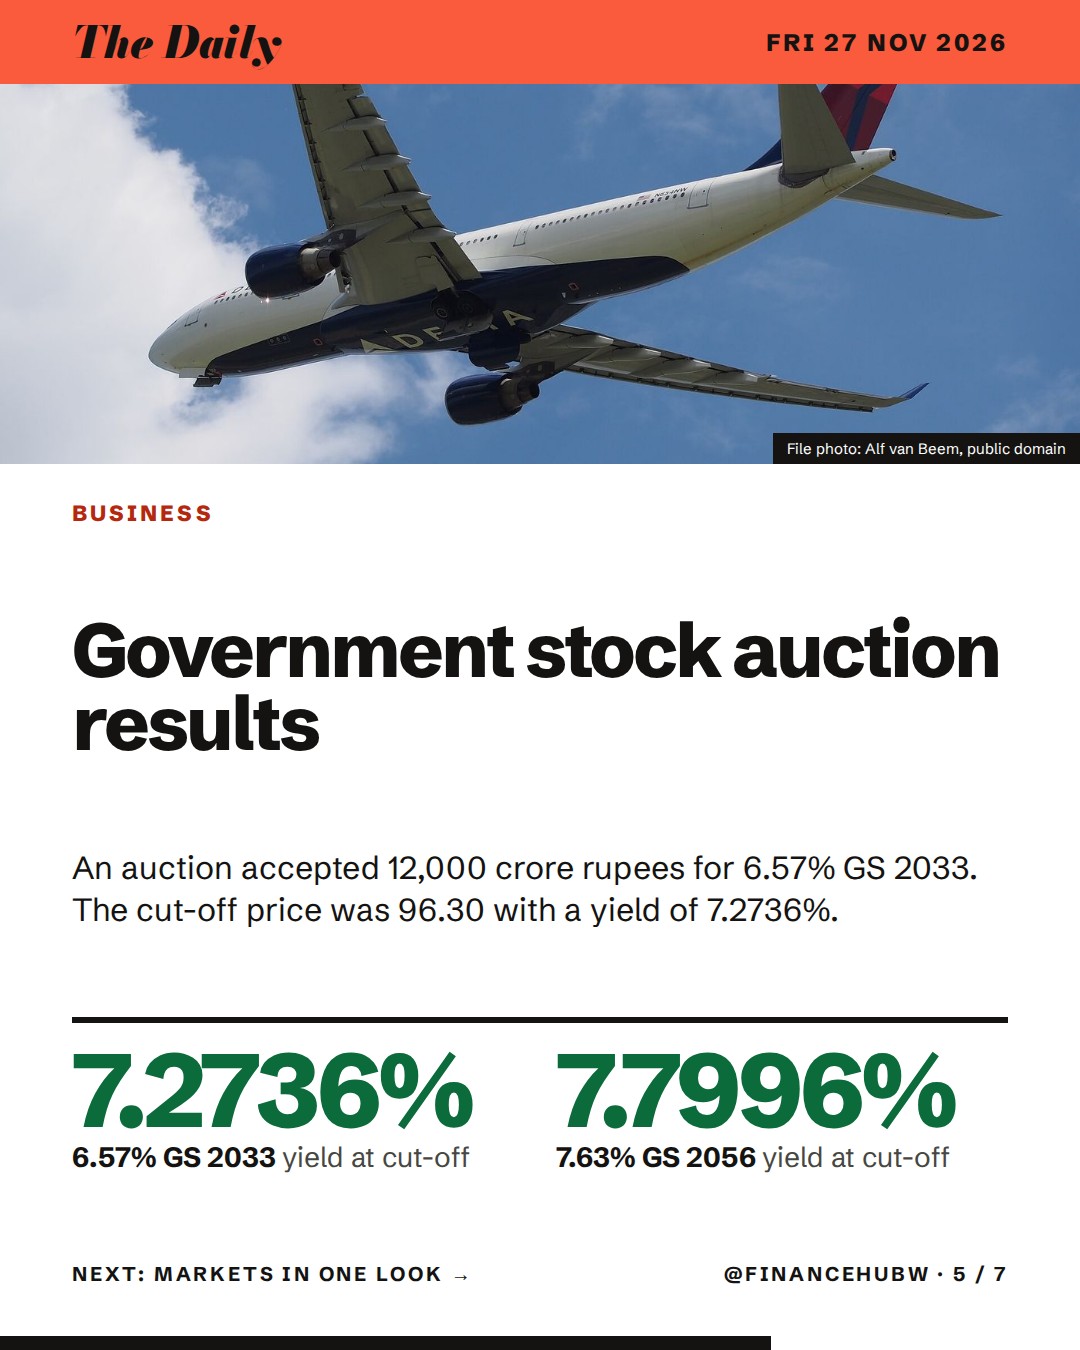 The Daily
FRI 27 NOV 2026
N854NW
DELTA
File photo: Alf van Beem, public domain
BUSINESS
Government stock auction
results
An auction accepted 12,000 crore rupees for 6.57% GS 2033.
The cut-off price was 96.30 with a yield of 7.2736%.
7.2736%
6.57% GS 2033 yield at cut-off
7.7996%
7.63% GS 2056 yield at cut-off
NEXT: MARKETS IN ONE LOOK →
@FINANCEHUBW · 5 / 7